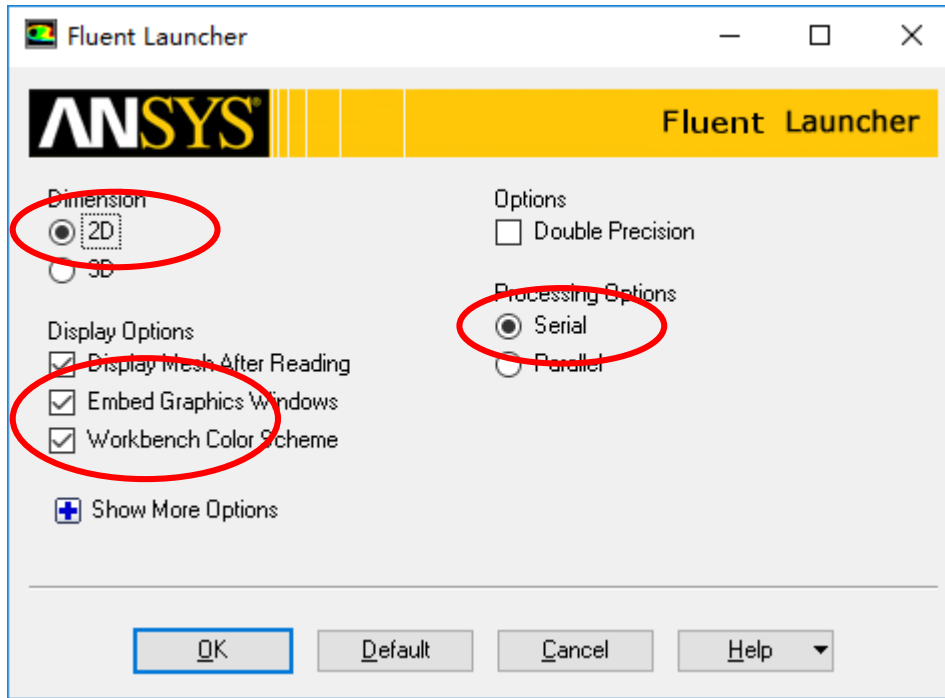 Fluent Launcher
ANSYS® Fluent Launcher
Dimension
2D
3D
Display Options
Display Mesh After Reading
Embed Graphics Windows
Workbench Color Scheme
Show More Options
Options
Double Precision
Processing Options
Serial
Parallel
OK Default Cancel Help